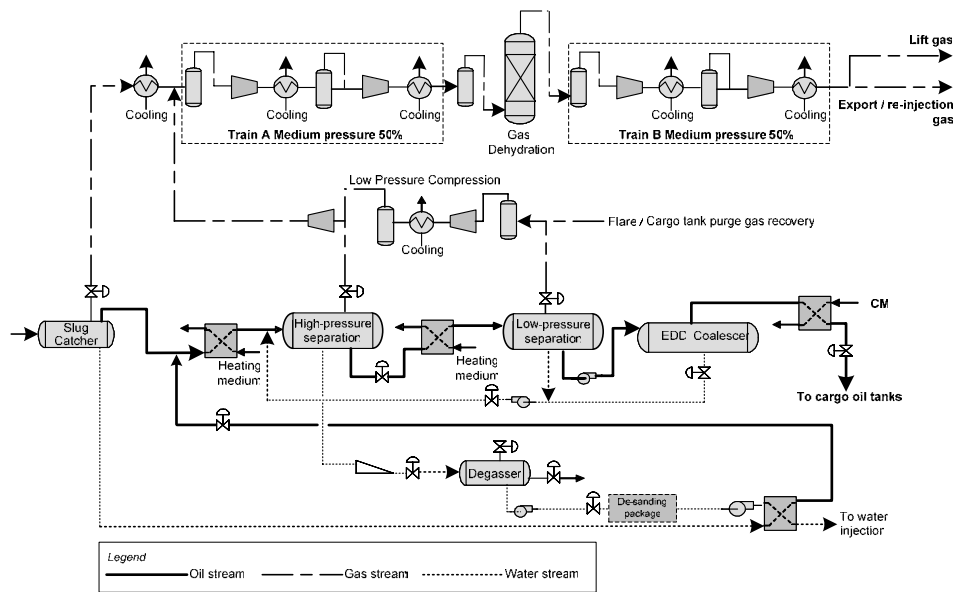 Lift gas
Cooling
Train A Medium pressure 50%
Cooling
Cooling
Gas
Dehydration
Cooling
Cooling
Train B Medium pressure 50%
Export / re-injection
gas
Low Pressure Compression
Cooling
Flare / Cargo tank purge gas recovery
Slug
Catcher
High-pressure
separation
Low-pressure
separation
EDC Coalescer
CM
Heating
medium
Heating
medium
To cargo oil tanks
Degasser
De-sanding
package
To water
injection
Legend
Oil stream
Gas stream
Water stream